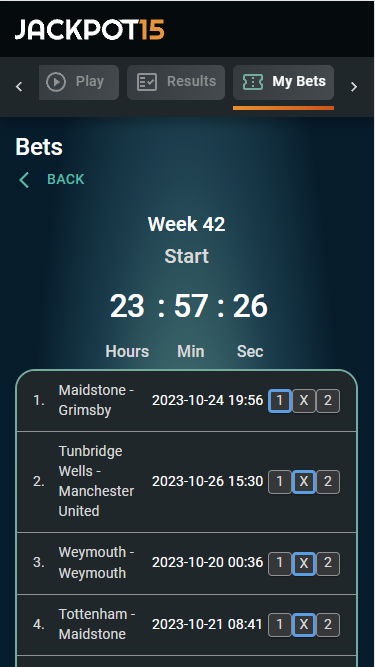 JACKPOT15
Play
Results
My Bets
Bets
BACK
Week 42
Start
23 : 57 : 26
Hours Min Sec
1. Maidstone - Grimsby 2023-10-24 19:56 1 X 2
2. Tunbridge Wells - Manchester United 2023-10-26 15:30 1 X 2
3. Weymouth - Weymouth 2023-10-20 00:36 1 X 2
4. Tottenham - Maidstone 2023-10-21 08:41 1 X 2